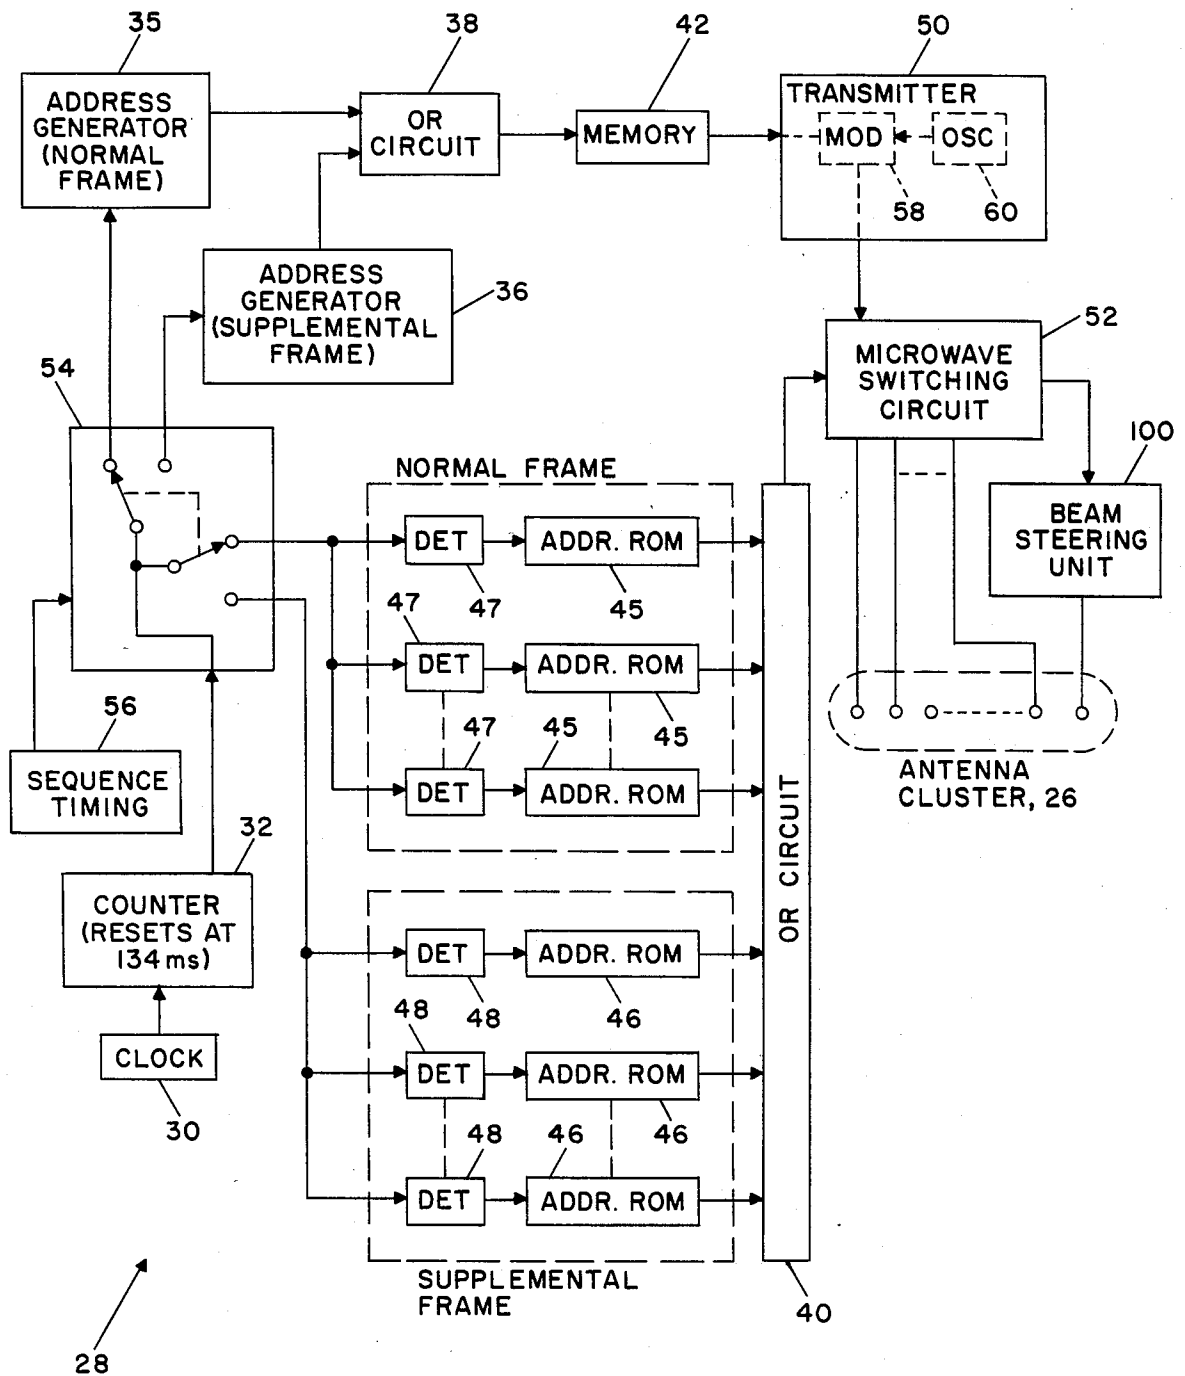 35
38
42
50
ADDRESS
GENERATOR
(NORMAL
FRAME)
OR
CIRCUIT
MEMORY
TRANSMITTER
MOD
OSC
58
60
ADDRESS
GENERATOR
(SUPPLEMENTAL
FRAME)
36
52
MICROWAVE
SWITCHING
CIRCUIT
54
100
BEAM
STEERING
UNIT
NORMAL FRAME
DET
ADDR. ROM
47
45
47
DET
ADDR. ROM
47
45
45
DET
ADDR. ROM
ANTENNA
CLUSTER, 26
56
SEQUENCE
TIMING
32
COUNTER
(RESETS AT
134 ms)
CLOCK
30
OR CIRCUIT
DET
ADDR. ROM
48
46
48
DET
ADDR. ROM
48
46
46
DET
ADDR. ROM
SUPPLEMENTAL
FRAME
40
28